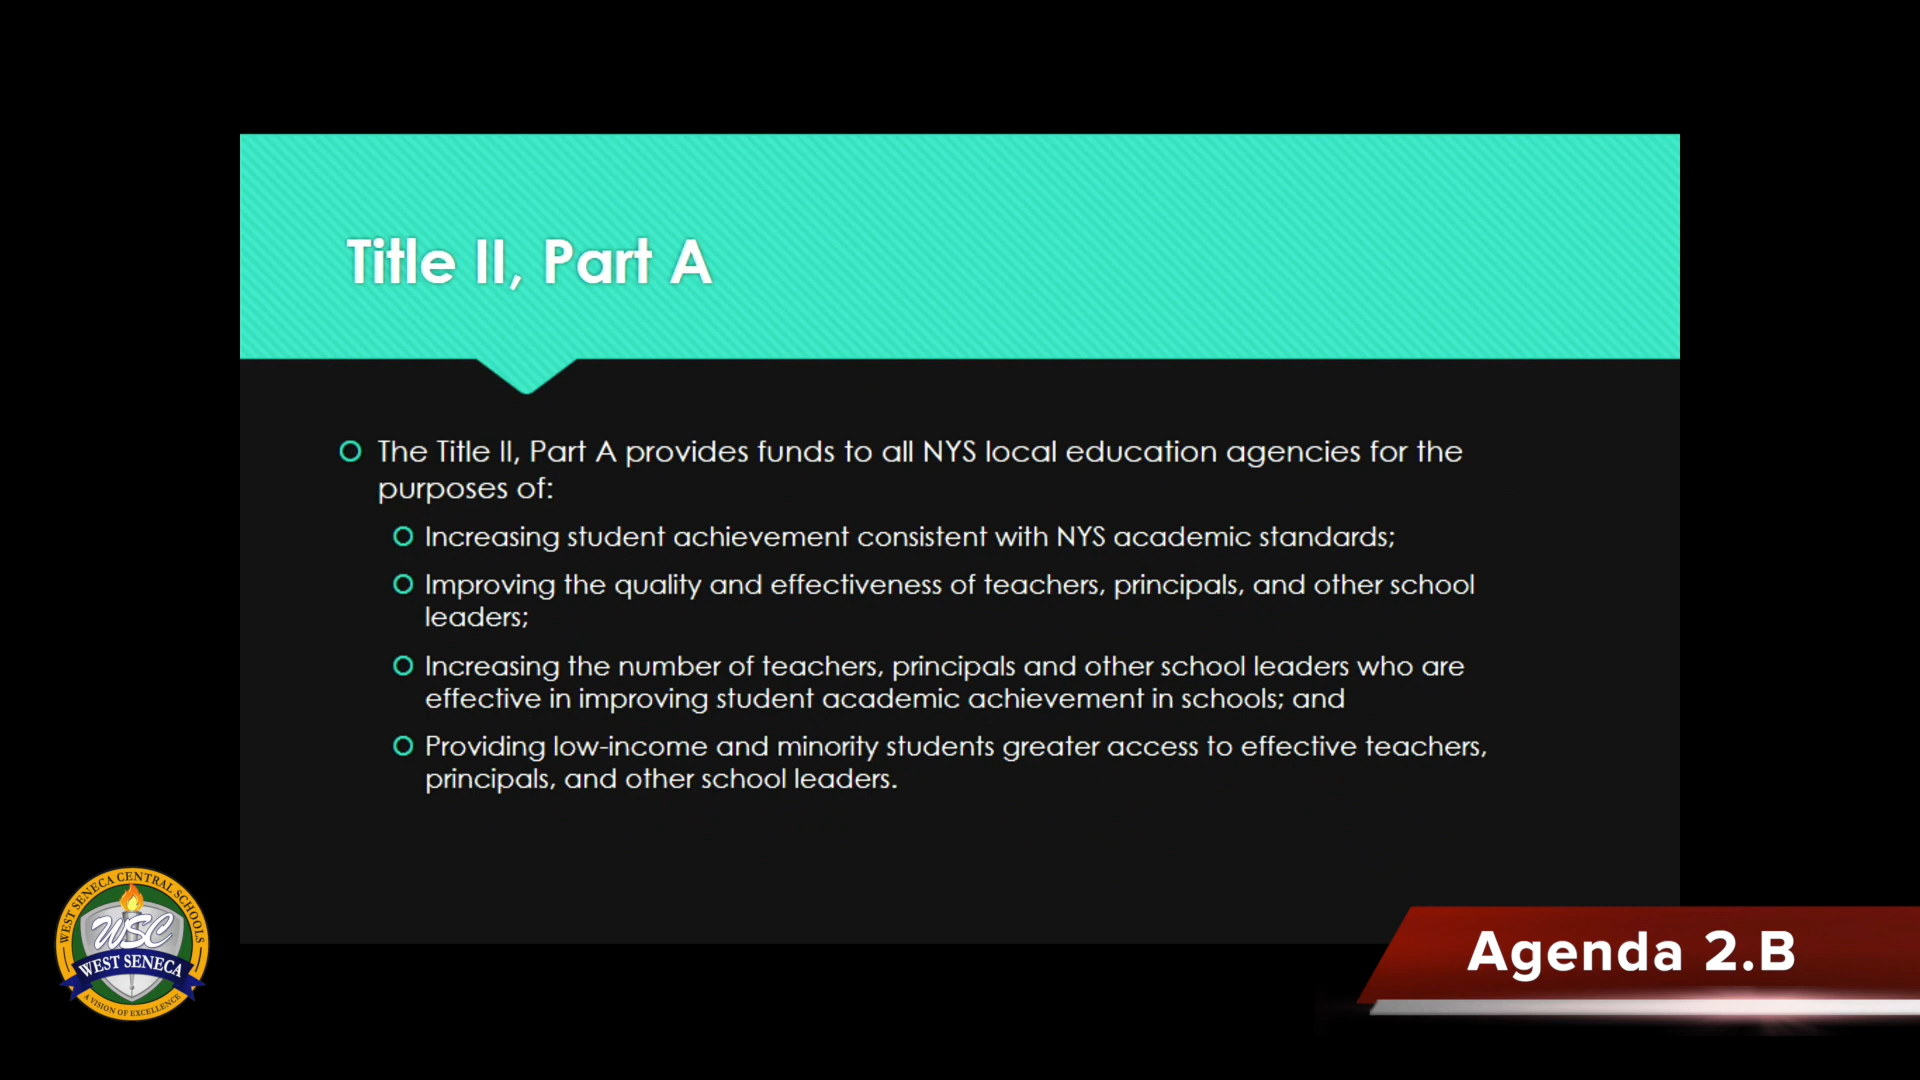 Title II, Part A
The Title II, Part A provides funds to all NYS local education agencies for the
purposes of:
Increasing student achievement consistent with NYS academic standards;
Improving the quality and effectiveness of teachers, principals, and other school
leaders;
Increasing the number of teachers, principals and other school leaders who are
effective in improving student academic achievement in schools; and
Providing low-income and minority students greater access to effective teachers,
principals, and other school leaders.
WEST SENECA CENTRAL SCHOOLS
WSC
WEST SENECA
A VISION OF EXCELLENCE
Agenda 2.B